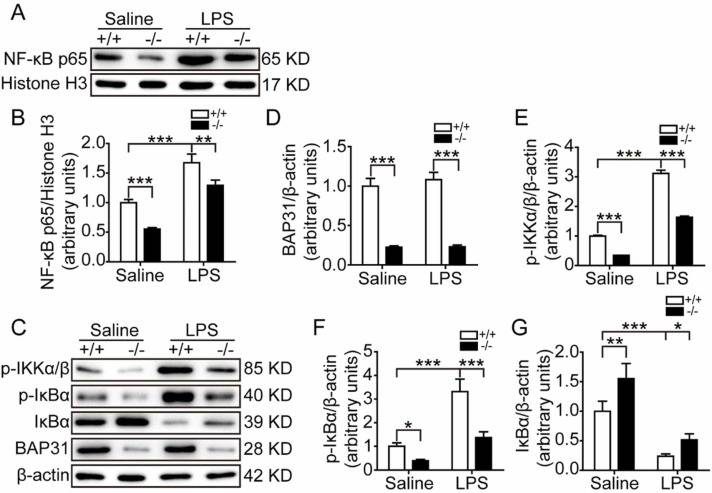 A
Saline LPS
+/+ -/- +/+ -/-
NF-κB p65 65 KD
Histone H3 17 KD
B
NF-κB p65/Histone H3
(arbitrary units)
2.0
1.5
1.0
0.5
0.0
+/+
-/-
***
*** **
Saline LPS
D
BAP31/β-actin
(arbitrary units)
1.5
1.0
0.5
0.0
+/+
-/-
*** ***
Saline LPS
E
p-IKKα/β/β-actin
(arbitrary units)
4
3
2
1
0
+/+
-/-
***
*** ***
Saline LPS
C
Saline LPS
+/+ -/- +/+ -/-
p-IKKα/β 85 KD
p-IκBα 40 KD
IκBα 39 KD
BAP31 28 KD
β-actin 42 KD
F
p-IκBα/β-actin
(arbitrary units)
5
4
3
2
1
0
+/+
-/-
*
*** ***
Saline LPS
G
IκBα/β-actin
(arbitrary units)
2.0
1.5
1.0
0.5
0.0
+/+
-/-
**
*** *
Saline LPS